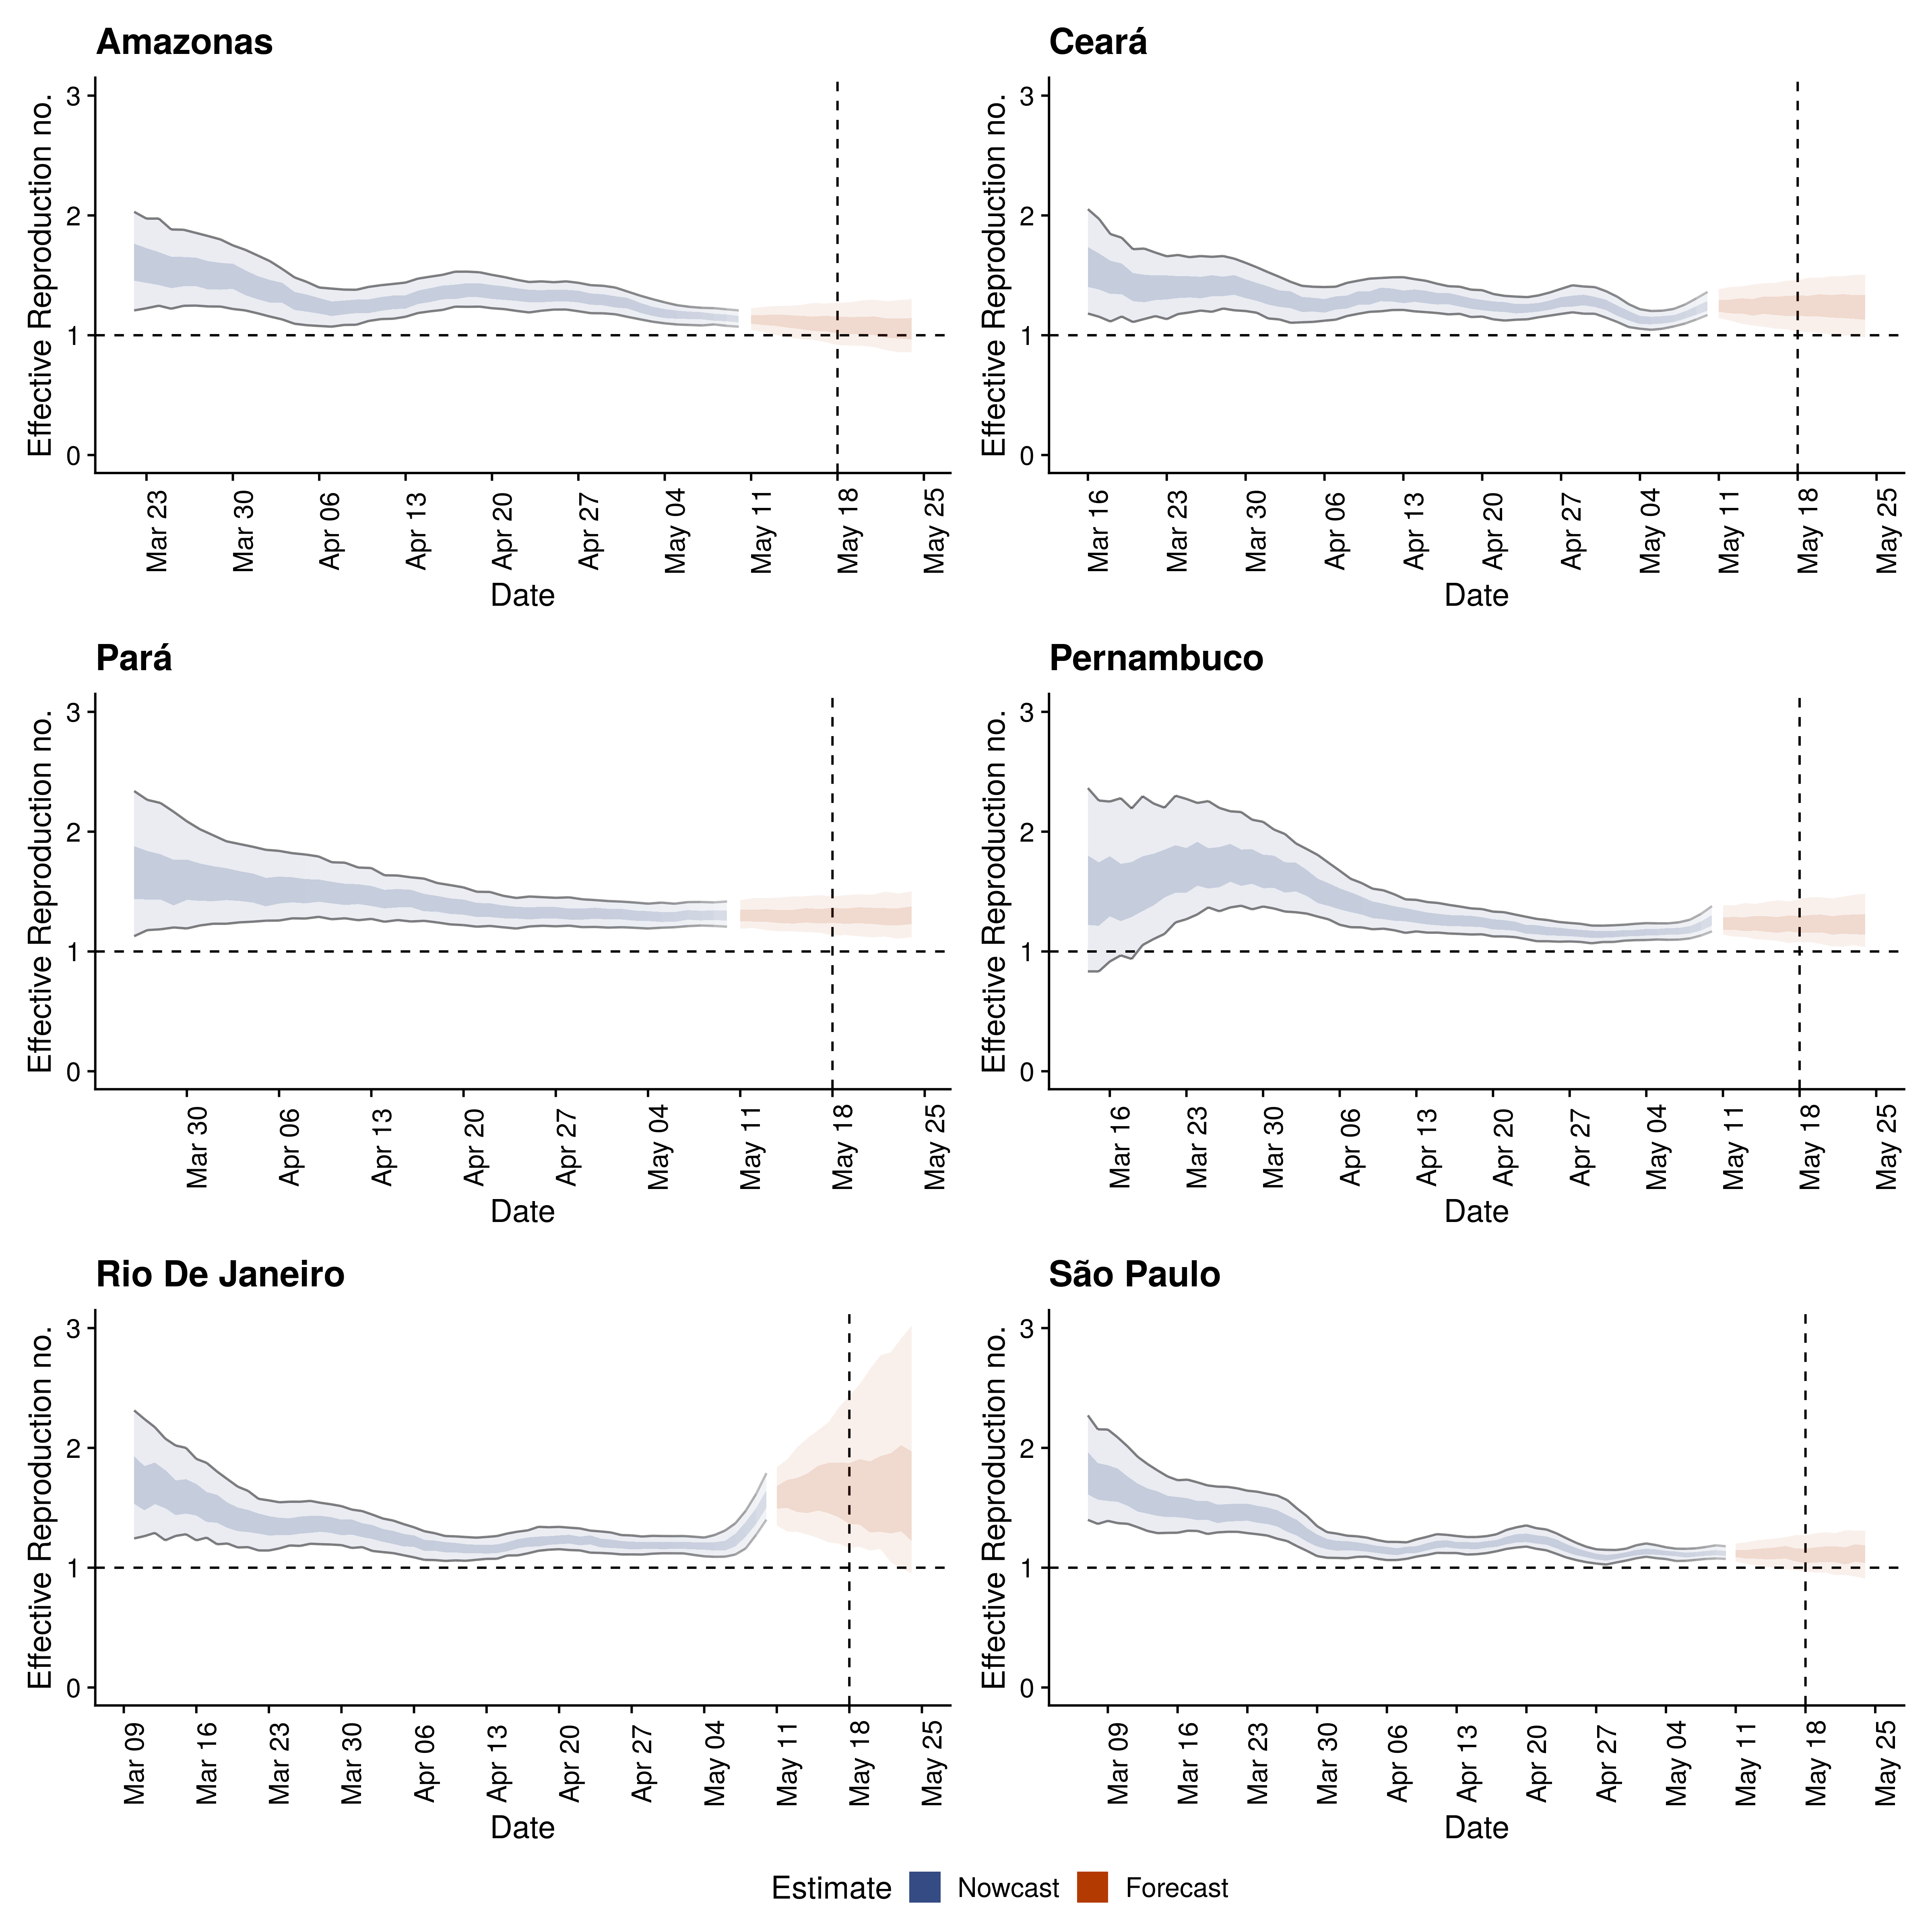 Amazonas
Effective Reproduction no.
3
2
1
0
Mar 23
Mar 30
Apr 06
Apr 13
Apr 20
Apr 27
May 04
May 11
May 18
May 25
Date
Ceará
Effective Reproduction no.
3
2
1
0
Mar 16
Mar 23
Mar 30
Apr 06
Apr 13
Apr 20
Apr 27
May 04
May 11
May 18
May 25
Date
Pará
Effective Reproduction no.
3
2
1
0
Mar 30
Apr 06
Apr 13
Apr 20
Apr 27
May 04
May 11
May 18
May 25
Date
Pernambuco
Effective Reproduction no.
3
2
1
0
Mar 16
Mar 23
Mar 30
Apr 06
Apr 13
Apr 20
Apr 27
May 04
May 11
May 18
May 25
Date
Rio De Janeiro
Effective Reproduction no.
3
2
1
0
Mar 09
Mar 16
Mar 23
Mar 30
Apr 06
Apr 13
Apr 20
Apr 27
May 04
May 11
May 18
May 25
Date
São Paulo
Effective Reproduction no.
3
2
1
0
Mar 09
Mar 16
Mar 23
Mar 30
Apr 06
Apr 13
Apr 20
Apr 27
May 04
May 11
May 18
May 25
Date
Estimate Nowcast Forecast